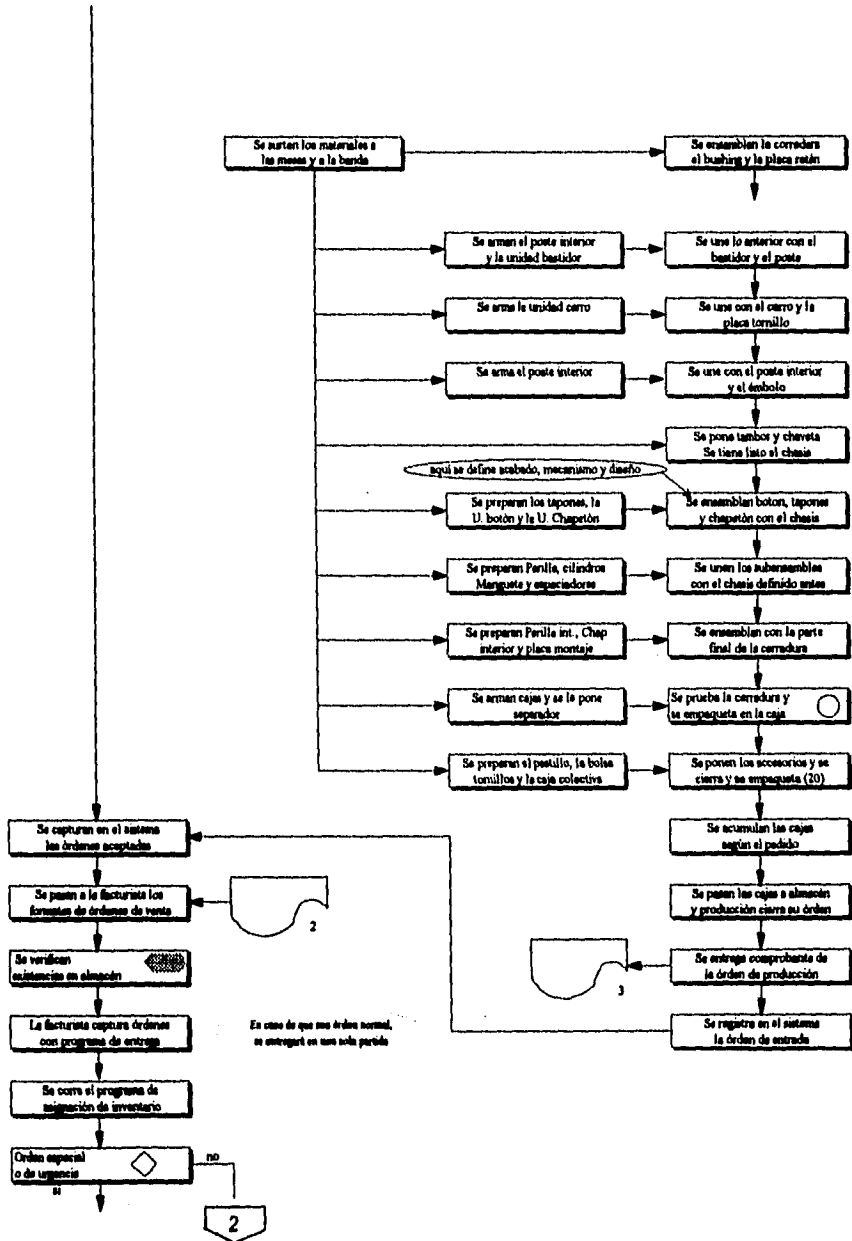 Se surten los materiales a
las mesas y a la banda
Se ensamblan la corredera
el bushing y la placa retén
Se arman el poste interior
y la unidad bastidor
Se une lo anterior con el
bastidor y el poste
Se arma la unidad carro
Se une con el carro y la
placa tornillo
Se arma el poste interior
Se une con el poste interior
y el émbolo
Se pone tambor y chaveta
Se tiene listo el chasis
aquí se define acabado, mecanismo y diseño
Se preparan los tapones, la
U. botón y la U. Chapetón
Se ensamblan boton, tapones
y chapetón con el chasis
Se preparan Perilla, cilindros
Manguete y espaciadores
Se unen los subensambles
con el chasis definido antes
Se preparan Perilla int., Chap
interior y placa montaje
Se ensamblan con la parte
final de la cerradura
Se arman cajas y se le pone
separador
Se prueba la cerradura y
se empaqueta en la caja
Se preparan el pestillo, la bolsa
tornillos y la caja colectiva
Se ponen los accesorios y se
cierra y se empaqueta (20)
Se capturan en el sistema
las órdenes aceptadas
Se acumulan las cajas
según el pedido
Se pasan a la facturista los
formatos de órdenes de venta
2
Se pasan las cajas a almacén
y producción cierra su órden
Se verifican
existencias en almacén
3
Se entrega comprobante de
la órden de producción
La facturista captura órdenes
con programa de entrega
En caso de que sea órden normal,
se entregará en una sola partida
Se registra en el sistema
la órden de entrada
Se corre el programa de
asignación de inventario
Orden especial
o de urgencia
no
si
2